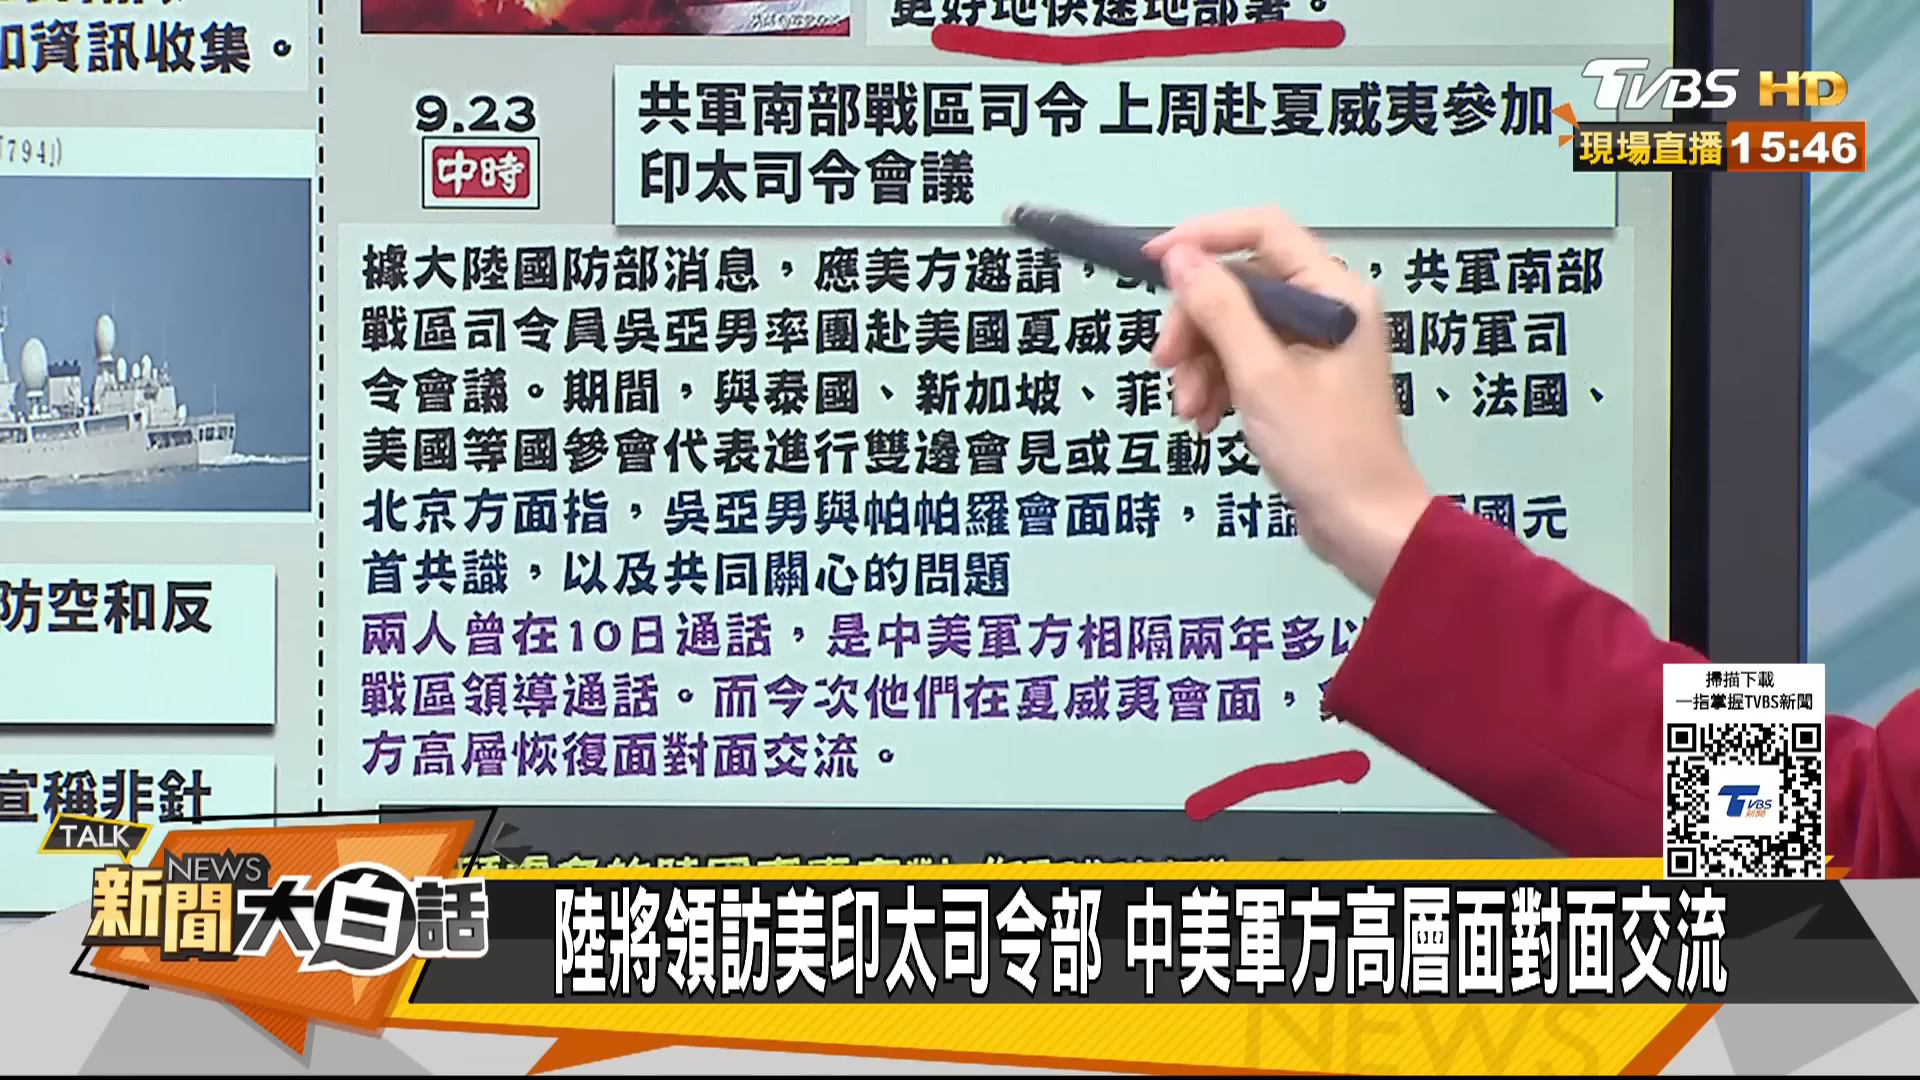 和資訊收集。
更好地快速地部署。
9.23
中時
共軍南部戰區司令 上周赴夏威夷參加
印太司令會議
TVBS HD
現場直播 15:46
794」)
據大陸國防部消息,應美方邀請, ,共軍南部
戰區司令員吳亞男率團赴美國夏威夷 國防軍司
令會議。期間,與泰國、新加坡、菲 國、法國、
美國等國參會代表進行雙邊會見或互動交
北京方面指,吳亞男與帕帕羅會面時,討論 國元
首共識,以及共同關心的問題
兩人曾在10日通話,是中美軍方相隔兩年多以
戰區領導通話。而今次他們在夏威夷會面,
方高層恢復面對面交流。
防空和反
宣稱非針
掃描下載
一指掌握TVBS新聞
TVBS
新聞
TALK
NEWS
新聞大白話
陸將領訪美印太司令部 中美軍方高層面對面交流
NEWS